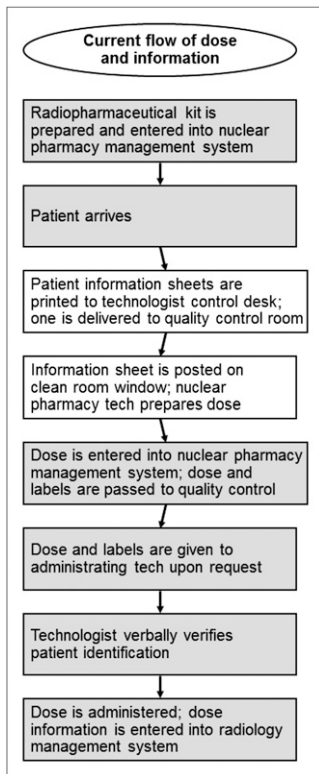 Current flow of dose
and information
Radiopharmaceutical kit is
prepared and entered into nuclear
pharmacy management system
Patient arrives
Patient information sheets are
printed to technologist control desk;
one is delivered to quality control room
Information sheet is posted on
clean room window; nuclear
pharmacy tech prepares dose
Dose is entered into nuclear pharmacy
management system; dose and
labels are passed to quality control
Dose and labels are given to
administrating tech upon request
Technologist verbally verifies
patient identification
Dose is administered; dose
information is entered into radiology
management system